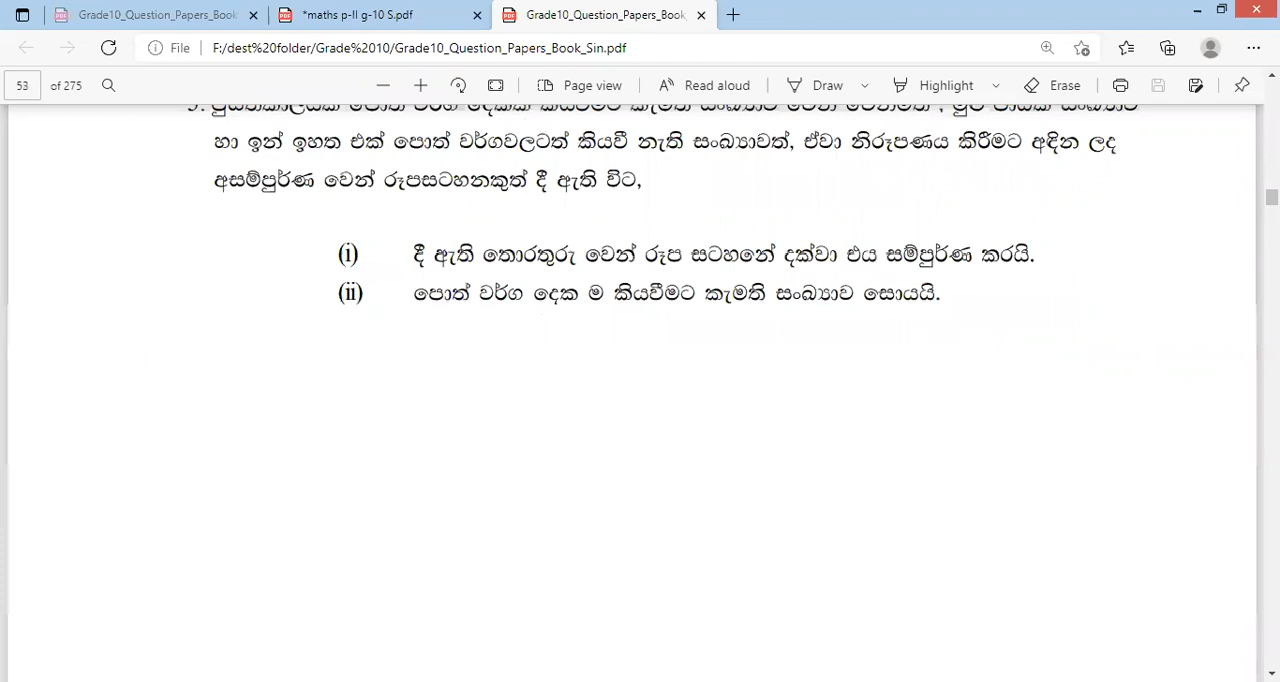 Grade10_Question_Papers_Book_ *maths p-II g-10 S.pdf Grade10_Question_Papers_Book_
File F:/dest%20folder/Grade%2010/Grade10_Question_Papers_Book_Sin.pdf
53 of 275 Page view Read aloud Draw Highlight Erase
හා ඉන් ඉහත එක් පොත් වර්ගවලටත් කියවී නැති සංඛ්‍යාවත්, ඒවා නිරූපණය කිරීමට අඳින ලද
අසම්පුර්ණ වෙන් රූපසටහනකුත් දී ඇති විට,
(i) දී ඇති තොරතුරු වෙන් රූප සටහනේ දක්වා එය සම්පුර්ණ කරයි.
(ii) පොත් වර්ග දෙක ම කියවීමට කැමති සංඛ්‍යාව සොයයි.